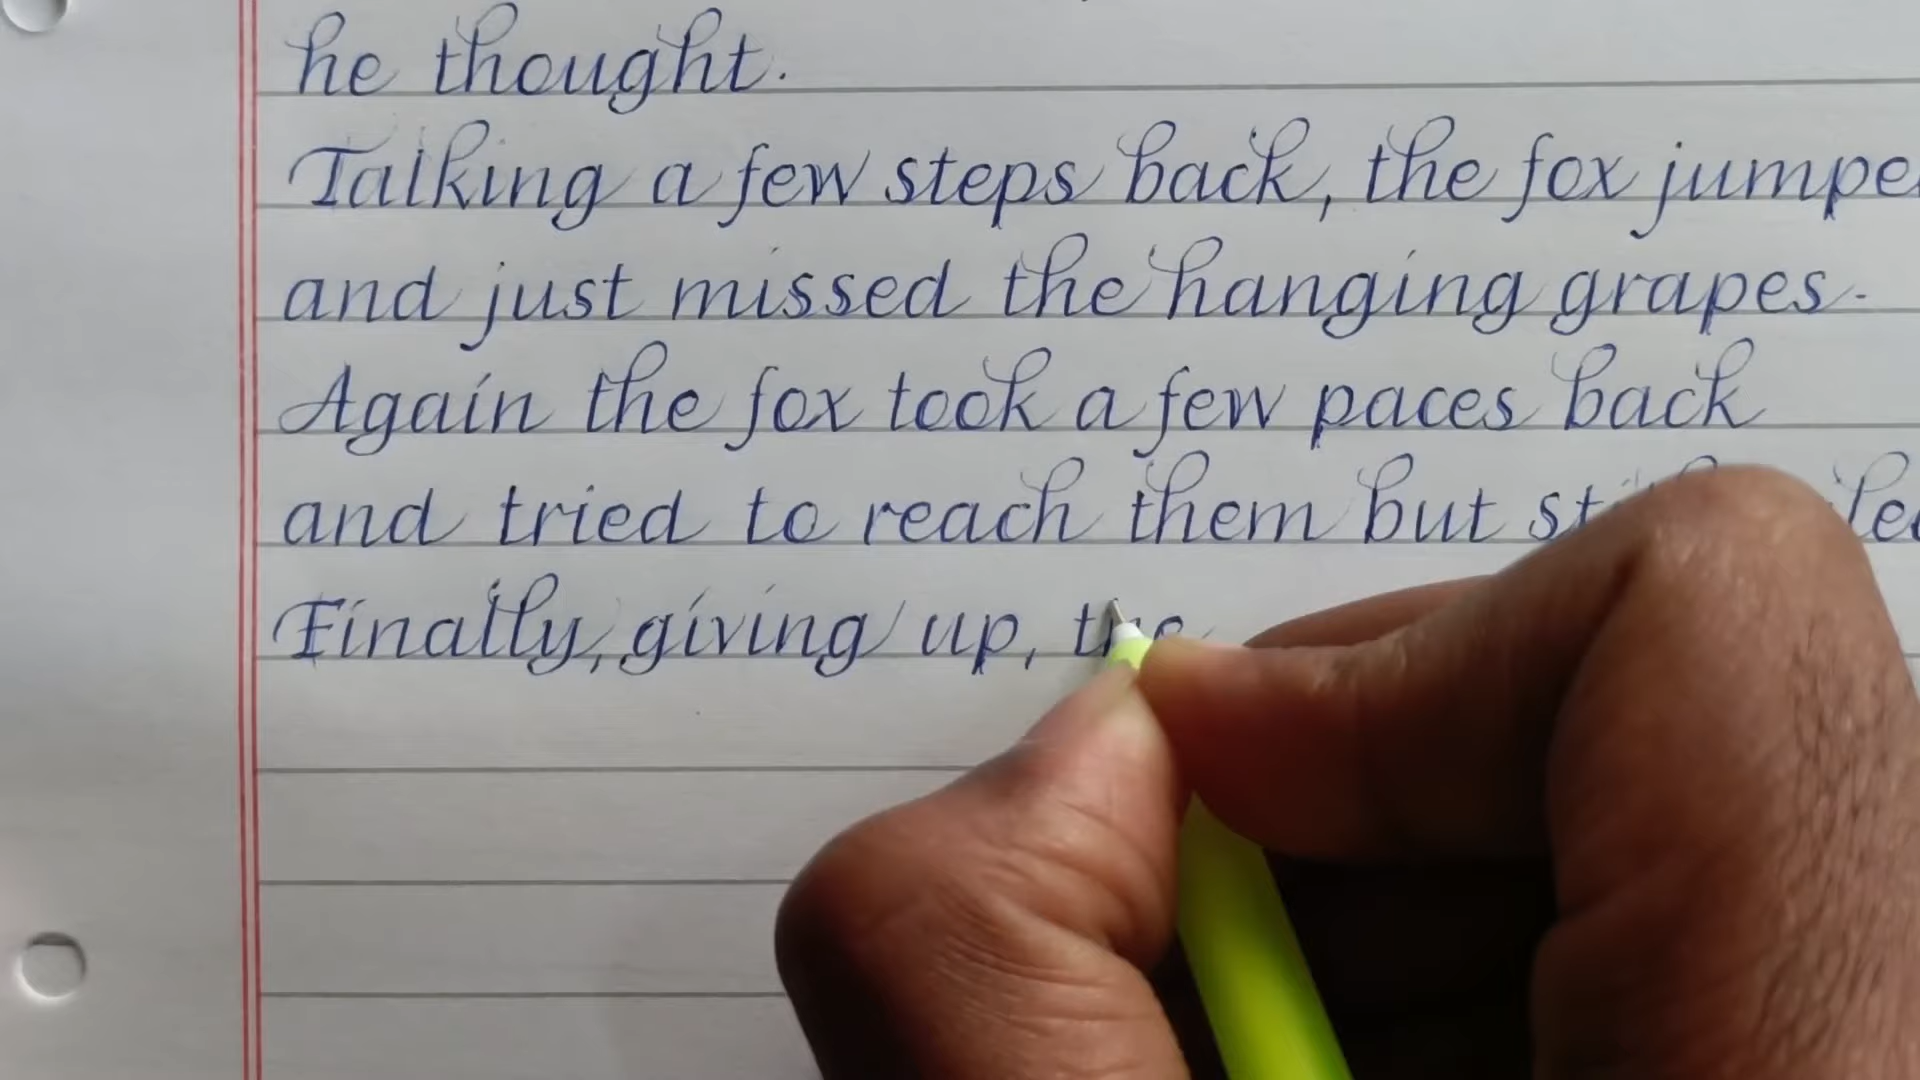 he thought.
Talking a few steps back, the fox jumpe
and just missed the hanging grapes.
Again the fox took a few paces back
and tried to reach them but
Finally, giving up, the